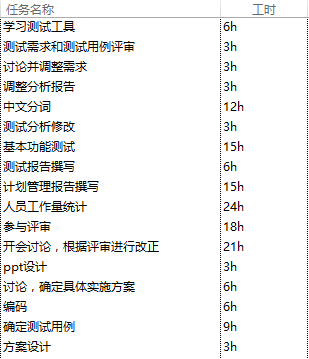 任务名称 工时
学习测试工具 6h
测试需求和测试用例评审 3h
讨论并调整需求 3h
调整分析报告 3h
中文分词 12h
测试分析修改 3h
基本功能测试 15h
测试报告撰写 6h
计划管理报告撰写 15h
人员工作量统计 24h
参与评审 18h
开会讨论，根据评审进行改正 21h
ppt设计 3h
讨论，确定具体实施方案 6h
编码 6h
确定测试用例 9h
方案设计 3h